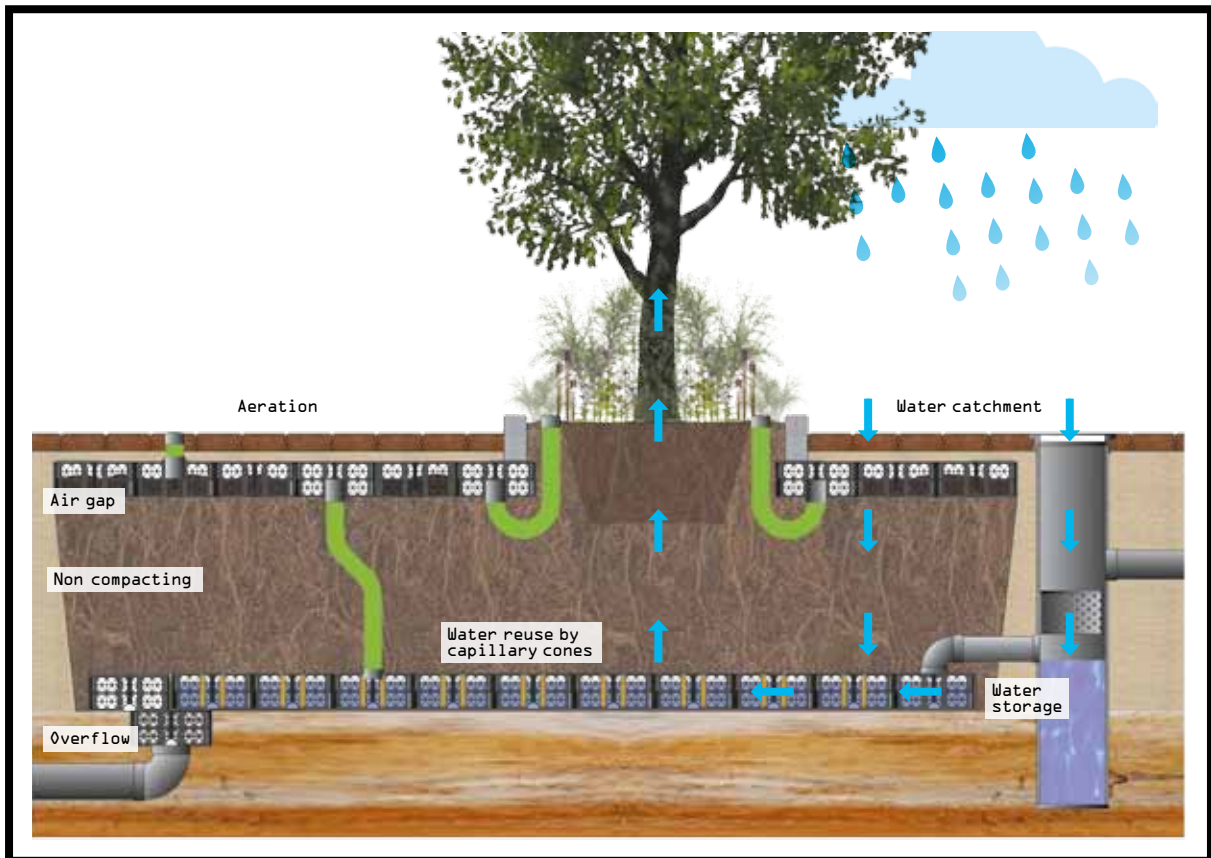 Aeration
Water catchment
Air gap
Non compacting
Water reuse by
capillary cones
Water
storage
Overflow